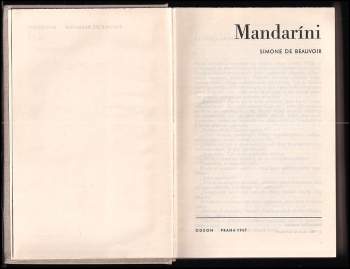 Mandaríni
SIMONE DE BEAUVOIR
ODEON PRAHA 1967